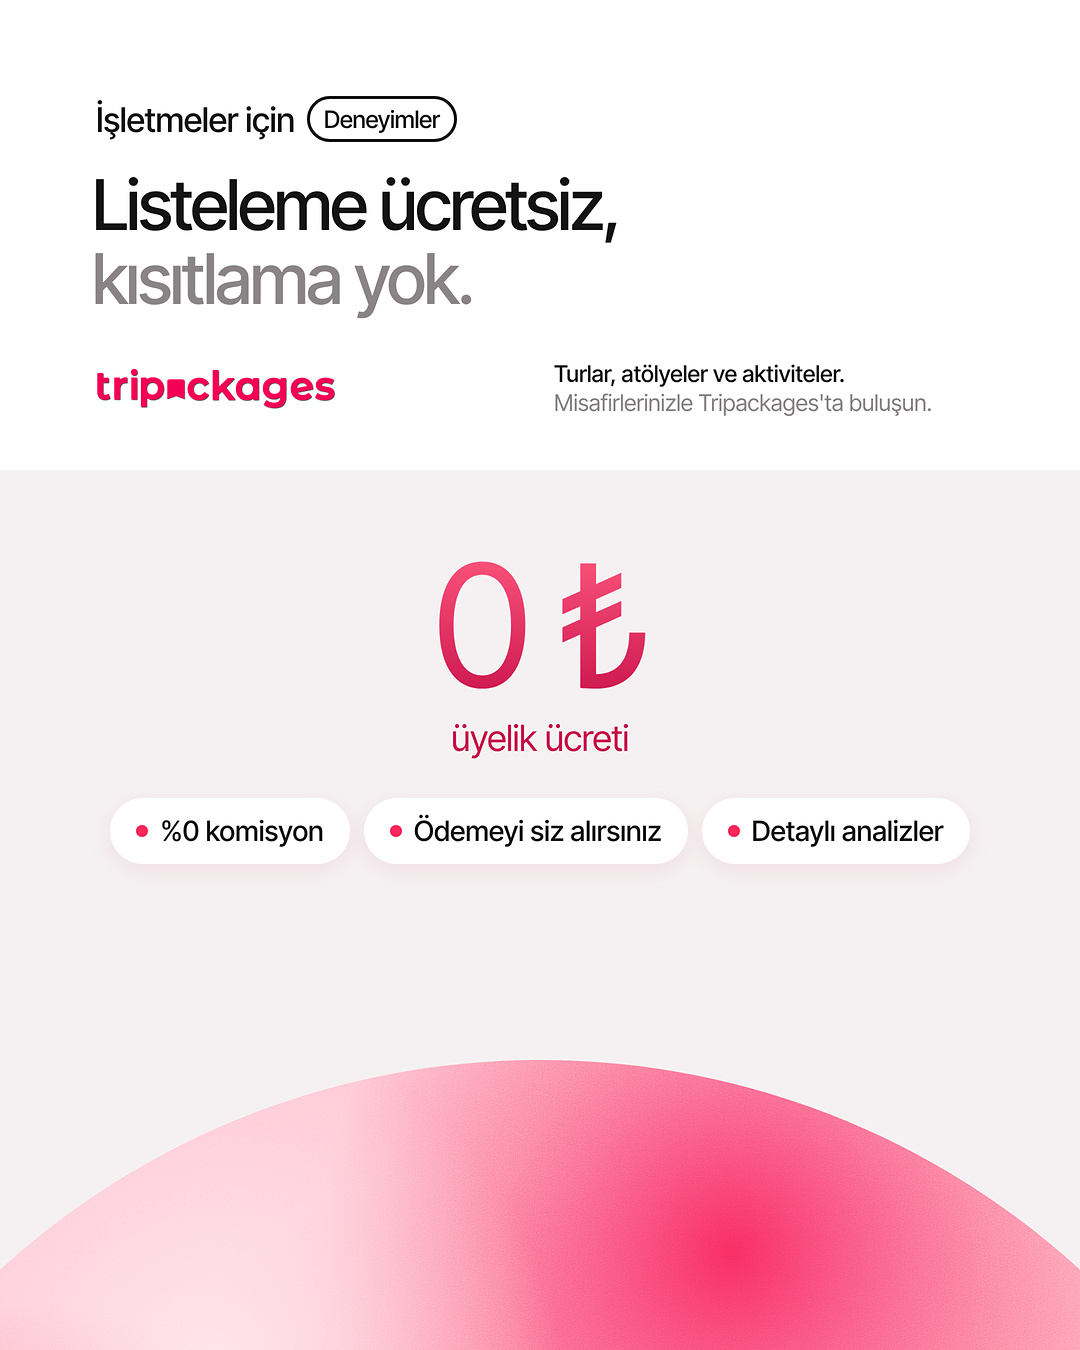 İşletmeler için Deneyimler
Listeleme ücretsiz,
kısıtlama yok.
tripackages
Turlar, atölyeler ve aktiviteler.
Misafirlerinizle Tripackages'ta buluşun.
0 ₺
üyelik ücreti
%0 komisyon
Ödemeyi siz alırsınız
Detaylı analizler